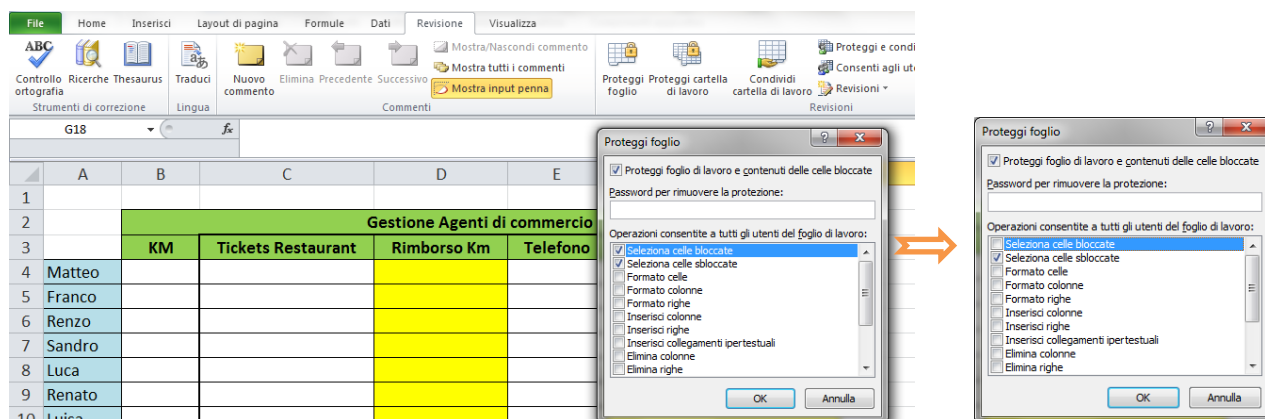 File Home Inserisci Layout di pagina Formule Dati Revisione Visualizza
ABC
Controllo ortografia
Ricerche
Thesaurus
Traduci
Nuovo commento
Elimina
Precedente
Successivo
Mostra/Nascondi commento
Mostra tutti i commenti
Mostra input penna
Proteggi foglio
Proteggi cartella di lavoro
Condividi cartella di lavoro
Proteggi e condi
Consenti agli ute
Revisioni
Strumenti di correzione Lingua Commenti Revisioni
G18 fx
A B C D E
1
2 Gestione Agenti di commercio
3 KM Tickets Restaurant Rimborso Km Telefono
4 Matteo
5 Franco
6 Renzo
7 Sandro
8 Luca
9 Renato
10 Luisa
Proteggi foglio
Proteggi foglio di lavoro e contenuti delle celle bloccate
Password per rimuovere la protezione:
Operazioni consentite a tutti gli utenti del foglio di lavoro:
Seleziona celle bloccate
Seleziona celle sbloccate
Formato celle
Formato colonne
Formato righe
Inserisci colonne
Inserisci righe
Inserisci collegamenti ipertestuali
Elimina colonne
Elimina righe
OK Annulla
Proteggi foglio
Proteggi foglio di lavoro e contenuti delle celle bloccate
Password per rimuovere la protezione:
Operazioni consentite a tutti gli utenti del foglio di lavoro:
Seleziona celle bloccate
Seleziona celle sbloccate
Formato celle
Formato colonne
Formato righe
Inserisci colonne
Inserisci righe
Inserisci collegamenti ipertestuali
Elimina colonne
Elimina righe
OK Annulla